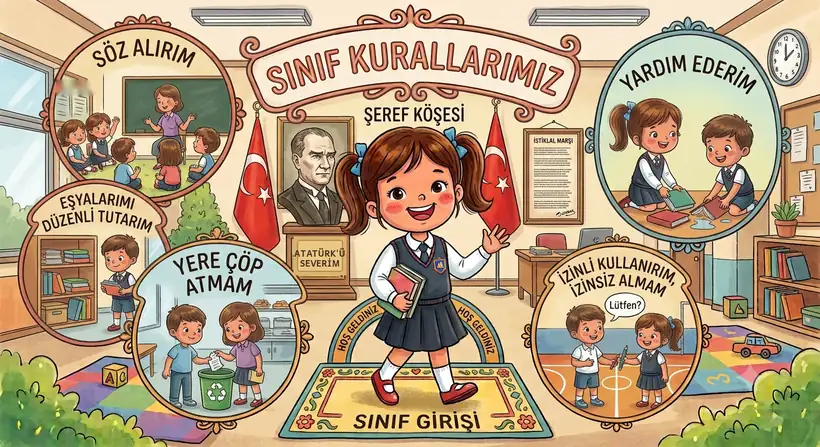 SINIF KURALLARIMIZ
ŞEREF KÖŞESİ
SÖZ ALIRIM
YARDIM EDERİM
İSTİKLAL MARŞI
EŞYALARIMI
DÜZENLİ TUTARIM
YERE ÇÖP
ATMAM
ATATÜRK'Ü
SEVERİM
İZİNLİ KULLANIRIM,
İZİNSİZ ALMAM
Lütfen?
HOŞ GELDİNİZ
HOŞ GELDİNİZ
SINIF GİRİŞİ